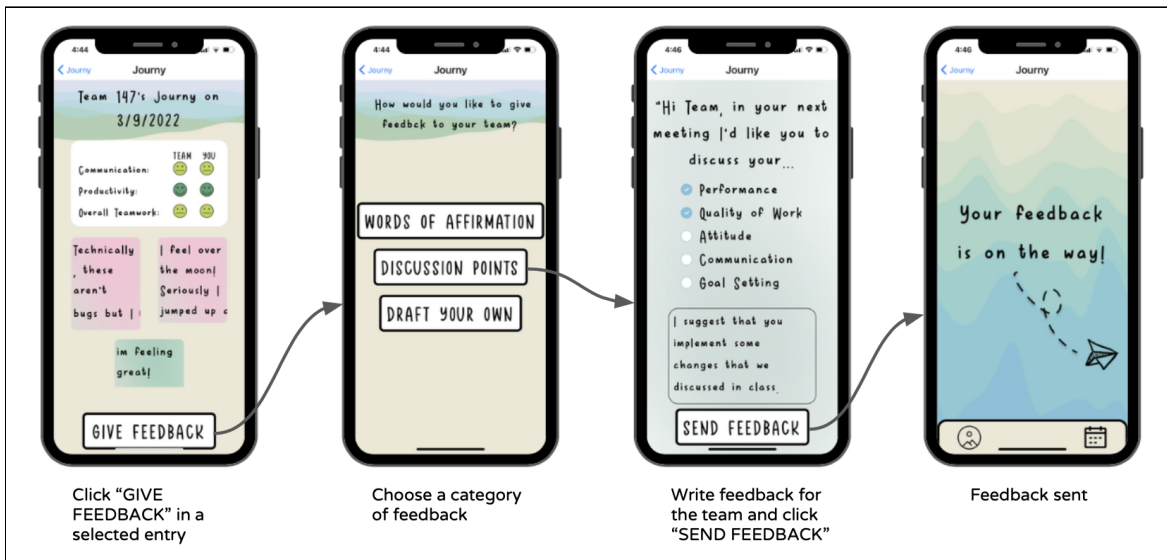 4:44
Journy
Journy
Team 147's Journy on
3/9/2022
TEAM YOU
Communication:
Productivity:
Overall Teamwork:
Technically
, these
aren't
bugs but I
I feel over
the moon!
Seriously I
jumped up
im feeling
great!
GIVE FEEDBACK
Click “GIVE
FEEDBACK” in a
selected entry
4:44
Journy
Journy
How would you like to give
feedbck to your team?
WORDS OF AFFIRMATION
DISCUSSION POINTS
DRAFT YOUR OWN
Choose a category
of feedback
4:46
Journy
Journy
"Hi Team, in your next
meeting I'd like you to
discuss your...
Performance
Quality of Work
Attitude
Communication
Goal Setting
I suggest that you
implement some
changes that we
discussed in class.
SEND FEEDBACK
Write feedback for
the team and click
“SEND FEEDBACK”
4:46
Journy
Journy
Your feedback
is on the way!
Feedback sent